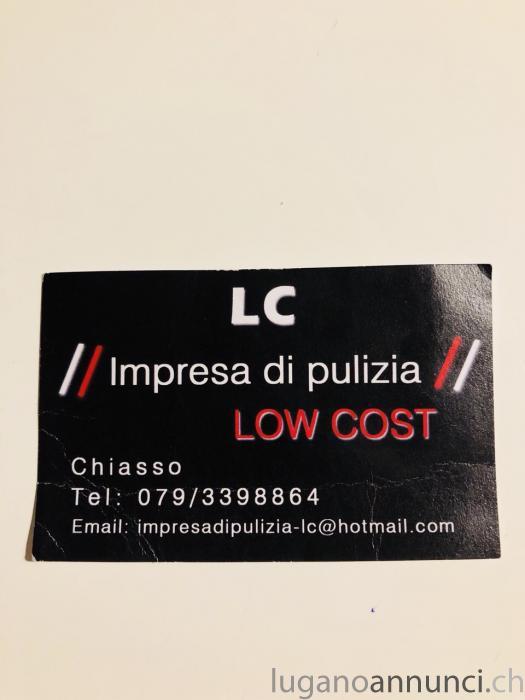 LC
// Impresa di pulizia //
LOW COST
Chiasso
Tel: 079/3398864
Email: impresadipulizia-lc@hotmail.com
luganoannunci.ch